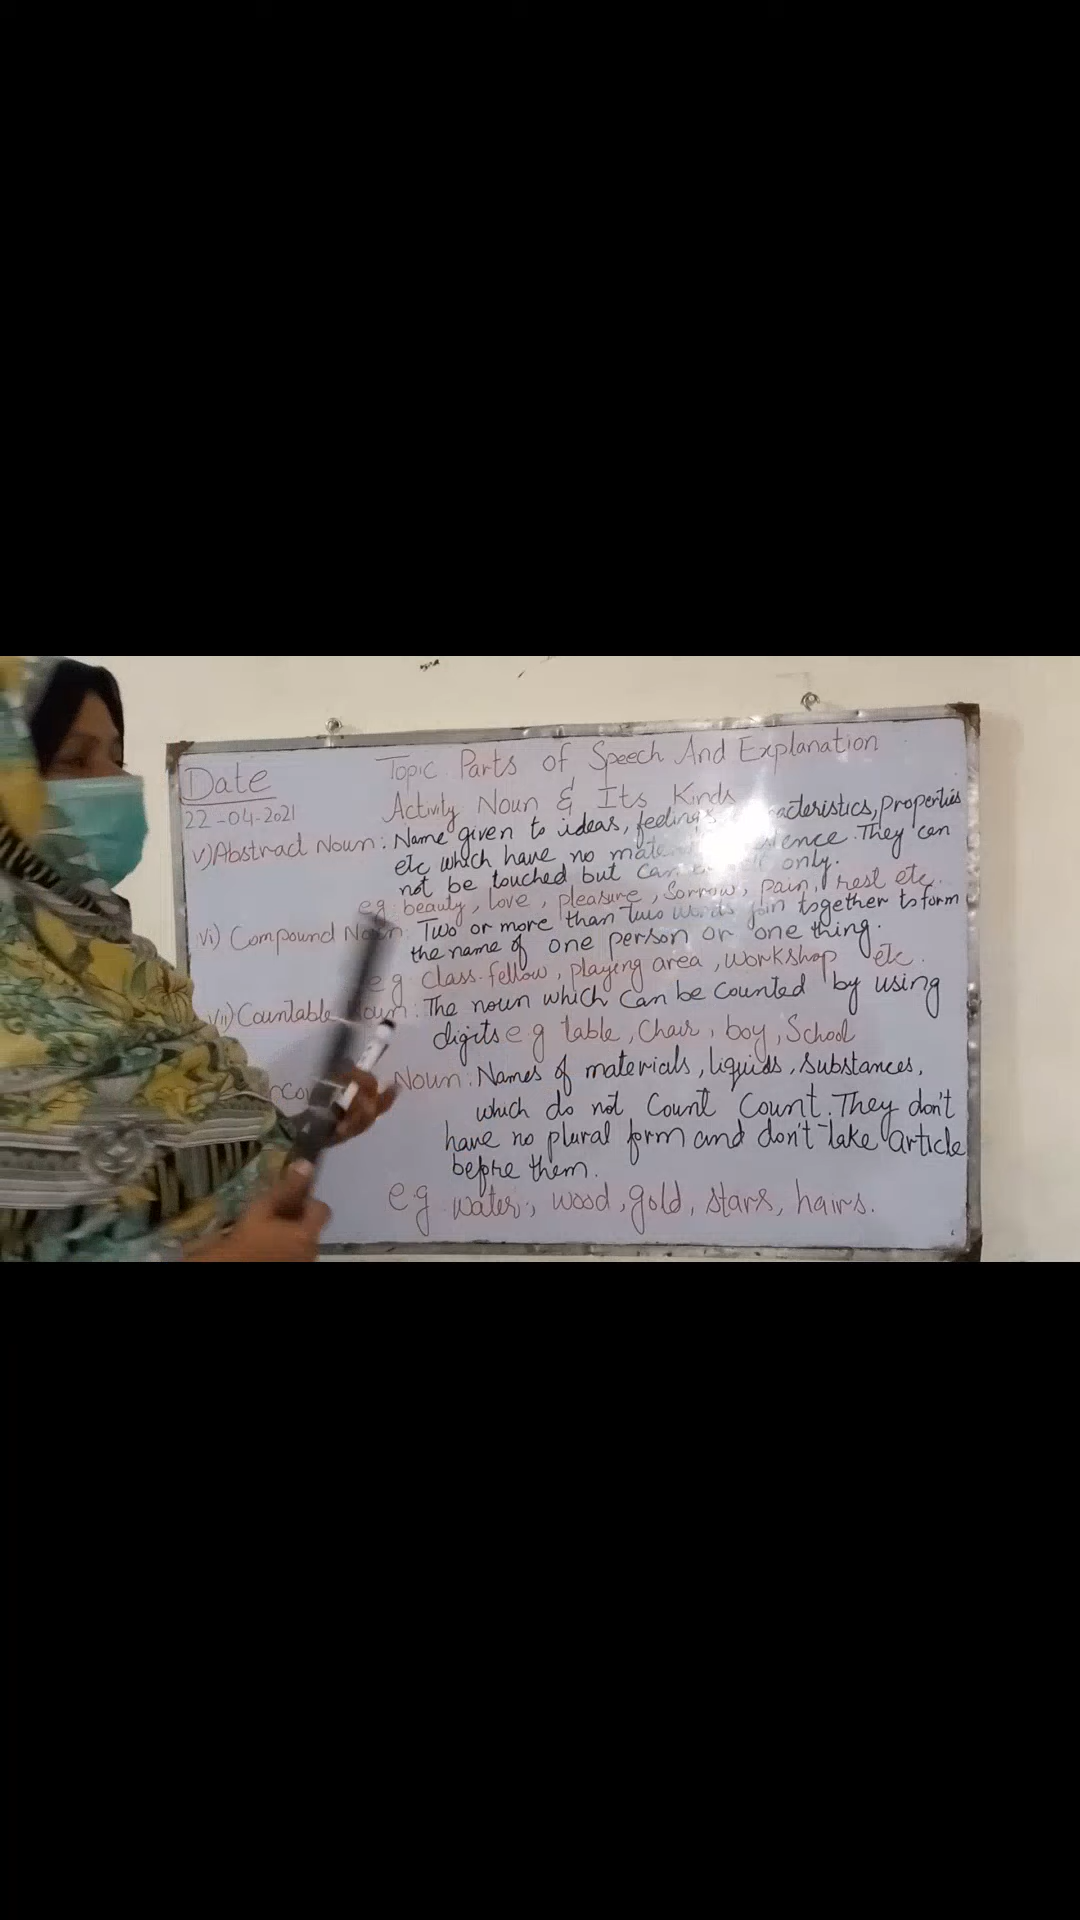 Date
22-04-2021
Topic Parts of Speech And Explanation
Activity Noun & Its Kinds
v) Abstract Noun: Name given to ideas, feelings, properties
etc which have no They can
not be touched but can only.
e.g. beauty, love, pleasure, Sorrow, pain, rest etc.
vi) Compound Noun: Two or more than two words join together to form
the name of one person or one thing.
e.g class-fellow, playing area, workshop etc.
vii) Countable Noun: The noun which can be counted by using
digits e.g table, Chair, boy, School
Noun: Names of materials, liquids, substances,
which do not Count Count. They don't
have no plural form and don't take article
before them.
e.g water, wood, gold, stars, hairs.